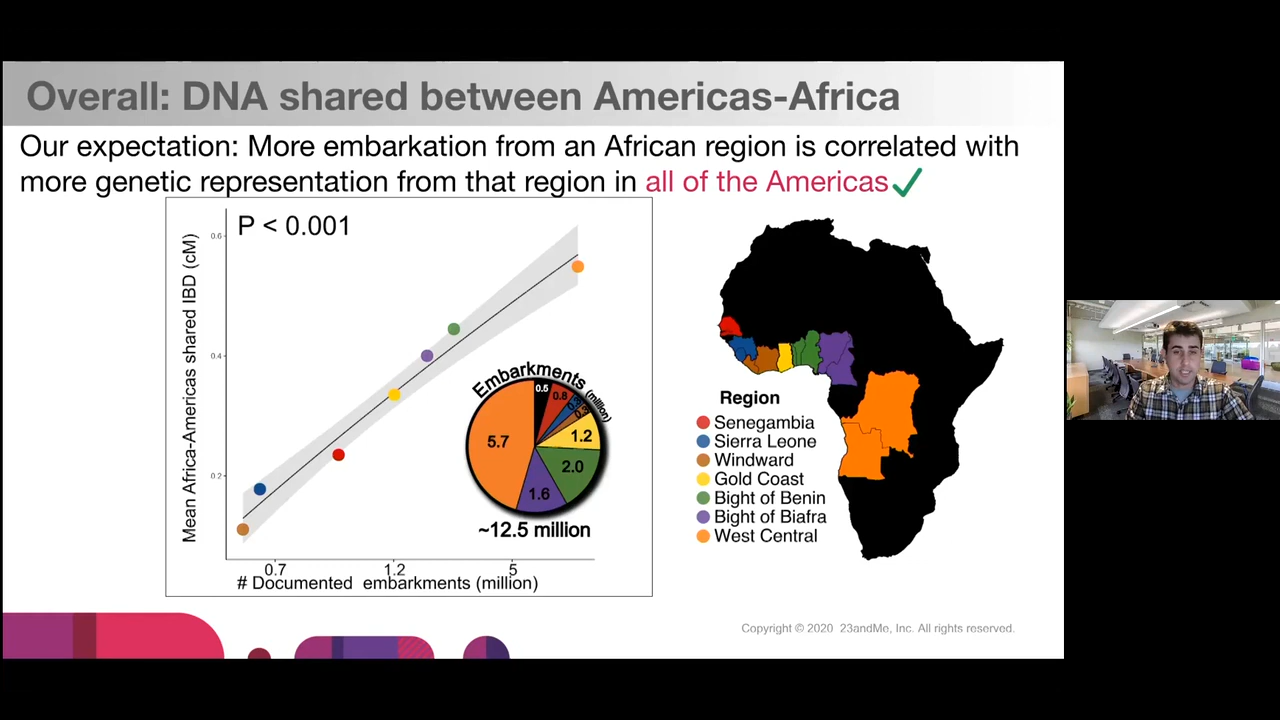 Overall: DNA shared between Americas-Africa
Our expectation: More embarkation from an African region is correlated with
more genetic representation from that region in all of the Americas
P < 0.001
Mean Africa-Americas shared IBD (cM)
0.6
0.4
0.2
0.7
1.2
5
# Documented embarkments (million)
Embarkments (million)
0.5
0.8
0.3
1.2
2.0
1.6
5.7
~12.5 million
Region
Senegambia
Sierra Leone
Windward
Gold Coast
Bight of Benin
Bight of Biafra
West Central
Copyright © 2020 23andMe, Inc. All rights reserved.